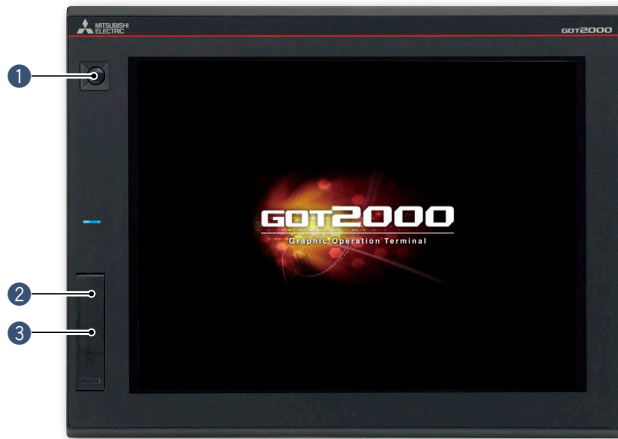 MITSUBISHI
ELECTRIC
GOT2000
1
GOT2000
Graphic Operation Terminal
2
3